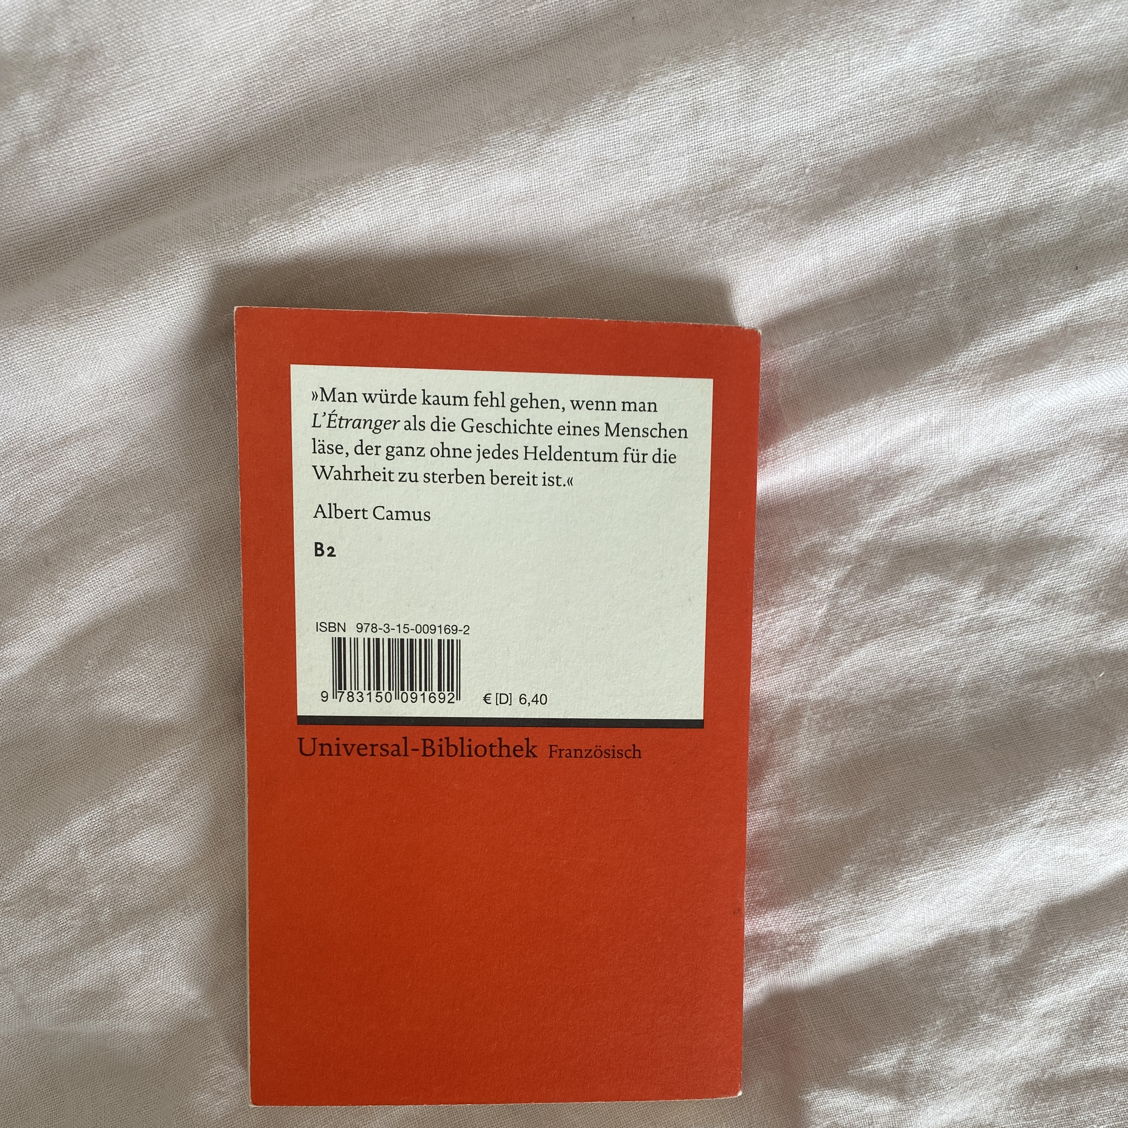 »Man würde kaum fehl gehen, wenn man
L’Étranger als die Geschichte eines Menschen
läse, der ganz ohne jedes Heldentum für die
Wahrheit zu sterben bereit ist.«
Albert Camus
B2
ISBN 978-3-15-009169-2
9 783150 091692 € [D] 6,40
Universal-Bibliothek Französisch